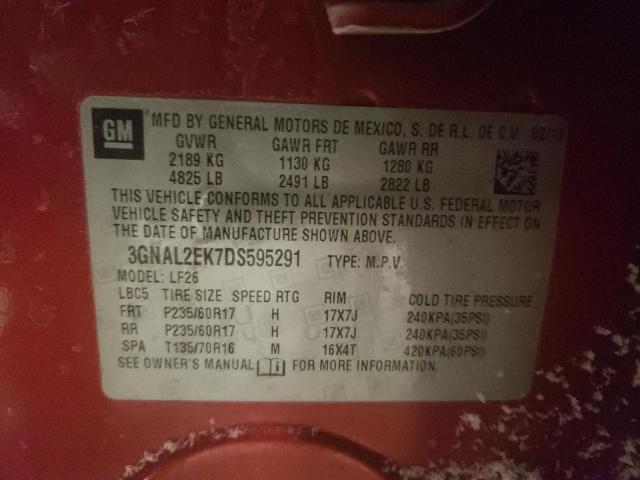 GM
MFD BY GENERAL MOTORS DE MEXICO, S. DE R.L. DE C.V. 02/13
GVWR GAWR FRT GAWR RR
2189 KG 1130 KG 1280 KG
4825 LB 2491 LB 2822 LB
THIS VEHICLE CONFORMS TO ALL APPLICABLE U.S. FEDERAL MOTOR
VEHICLE SAFETY AND THEFT PREVENTION STANDARDS IN EFFECT ON
THE DATE OF MANUFACTURE SHOWN ABOVE.
3GNAL2EK7DS595291 TYPE: M.P.V.
MODEL: LF26
LBC5 TIRE SIZE SPEED RTG RIM COLD TIRE PRESSURE
FRT P235/60R17 H 17X7J 240KPA(35PSI)
RR P235/60R17 H 17X7J 240KPA(35PSI)
SPA T135/70R16 M 16X4T 420KPA(60PSI)
SEE OWNER'S MANUAL FOR MORE INFORMATION.